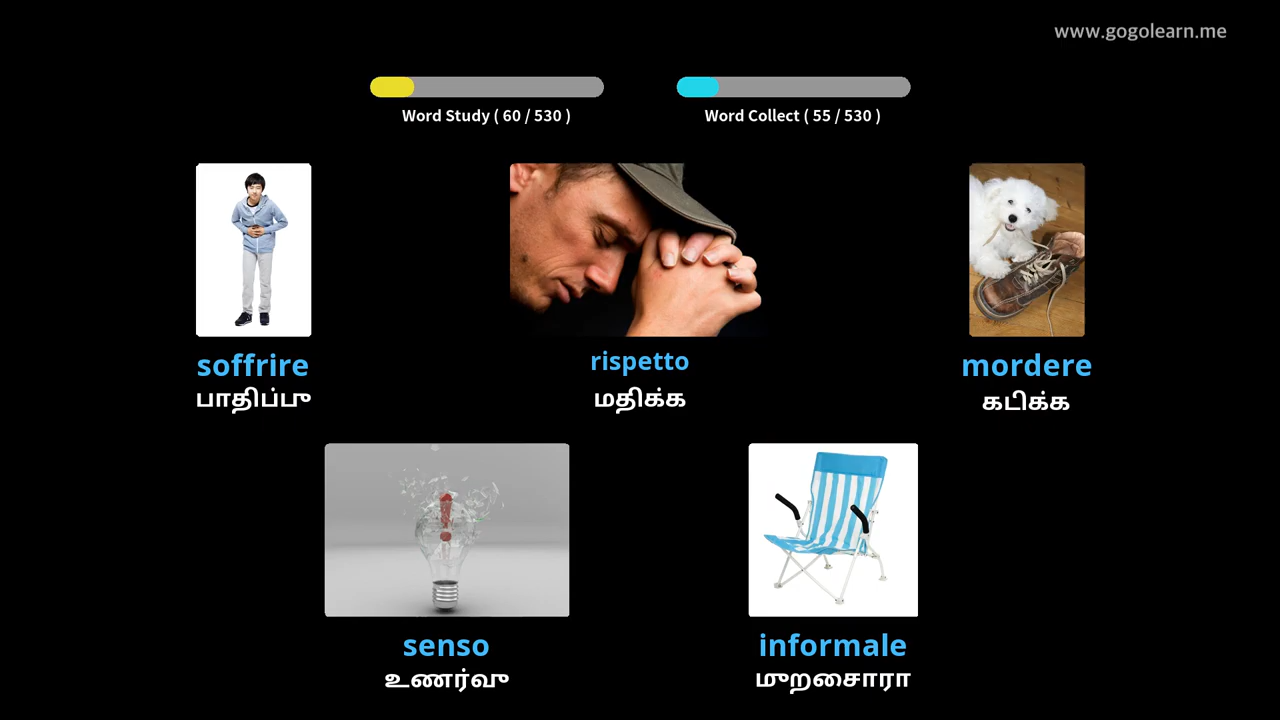 www.gogolearn.me
Word Study ( 60 / 530 )
Word Collect ( 55 / 530 )
soffrire
பாதிப்பு
rispetto
மதிக்க
mordere
கடிக்க
senso
உணர்வு
informale
முறைசாரா